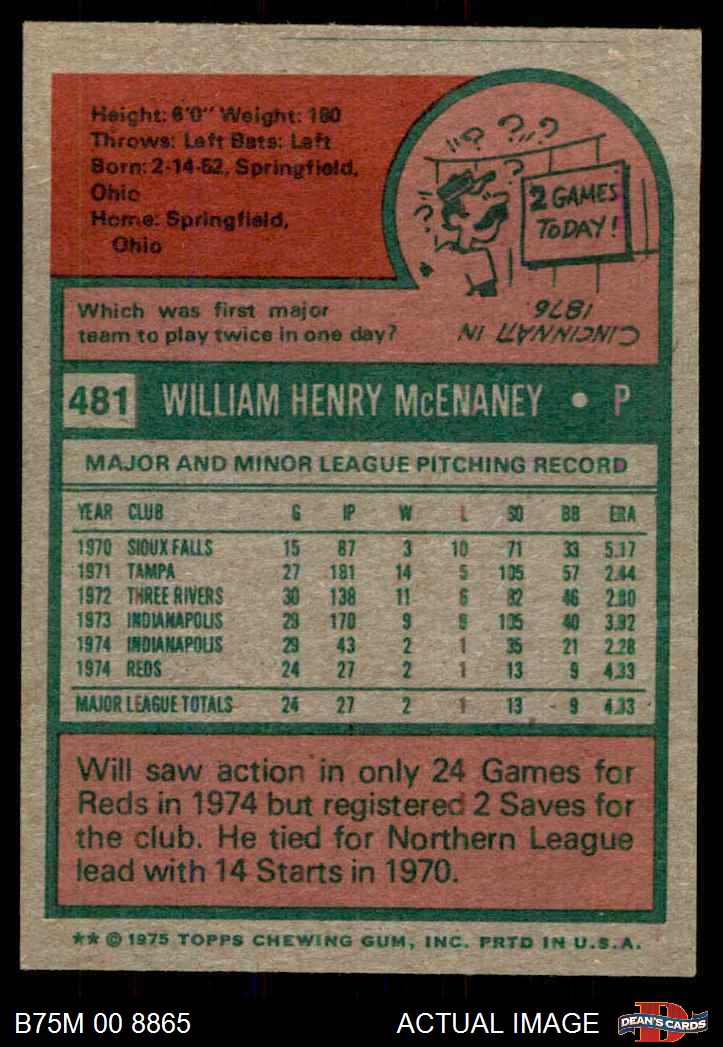 Height: 6'0" Weight: 180
Throws: Left Bats: Left
Born: 2-14-52, Springfield,
Ohio
Home: Springfield,
Ohio
? ? ? ?
? ?
2 GAMES
TODAY!
Which was first major
team to play twice in one day?
CINCINNATI IN
1876.
481 WILLIAM HENRY McENANEY • P
MAJOR AND MINOR LEAGUE PITCHING RECORD
YEAR CLUB G IP W L SO BB ERA
1970 SIOUX FALLS 15 87 3 10 71 33 5.17
1971 TAMPA 27 181 14 5 105 57 2.44
1972 THREE RIVERS 30 138 11 6 82 46 2.80
1973 INDIANAPOLIS 29 170 9 9 105 40 3.92
1974 INDIANAPOLIS 29 43 2 1 35 21 2.28
1974 REDS 24 27 2 1 13 9 4.33
MAJOR LEAGUE TOTALS 24 27 2 1 13 9 4.33
Will saw action in only 24 Games for
Reds in 1974 but registered 2 Saves for
the club. He tied for Northern League
lead with 14 Starts in 1970.
** © 1975 TOPPS CHEWING GUM, INC. PRTD IN U.S.A.
B75M 00 8865 ACTUAL IMAGE
D DEAN'S CARDS